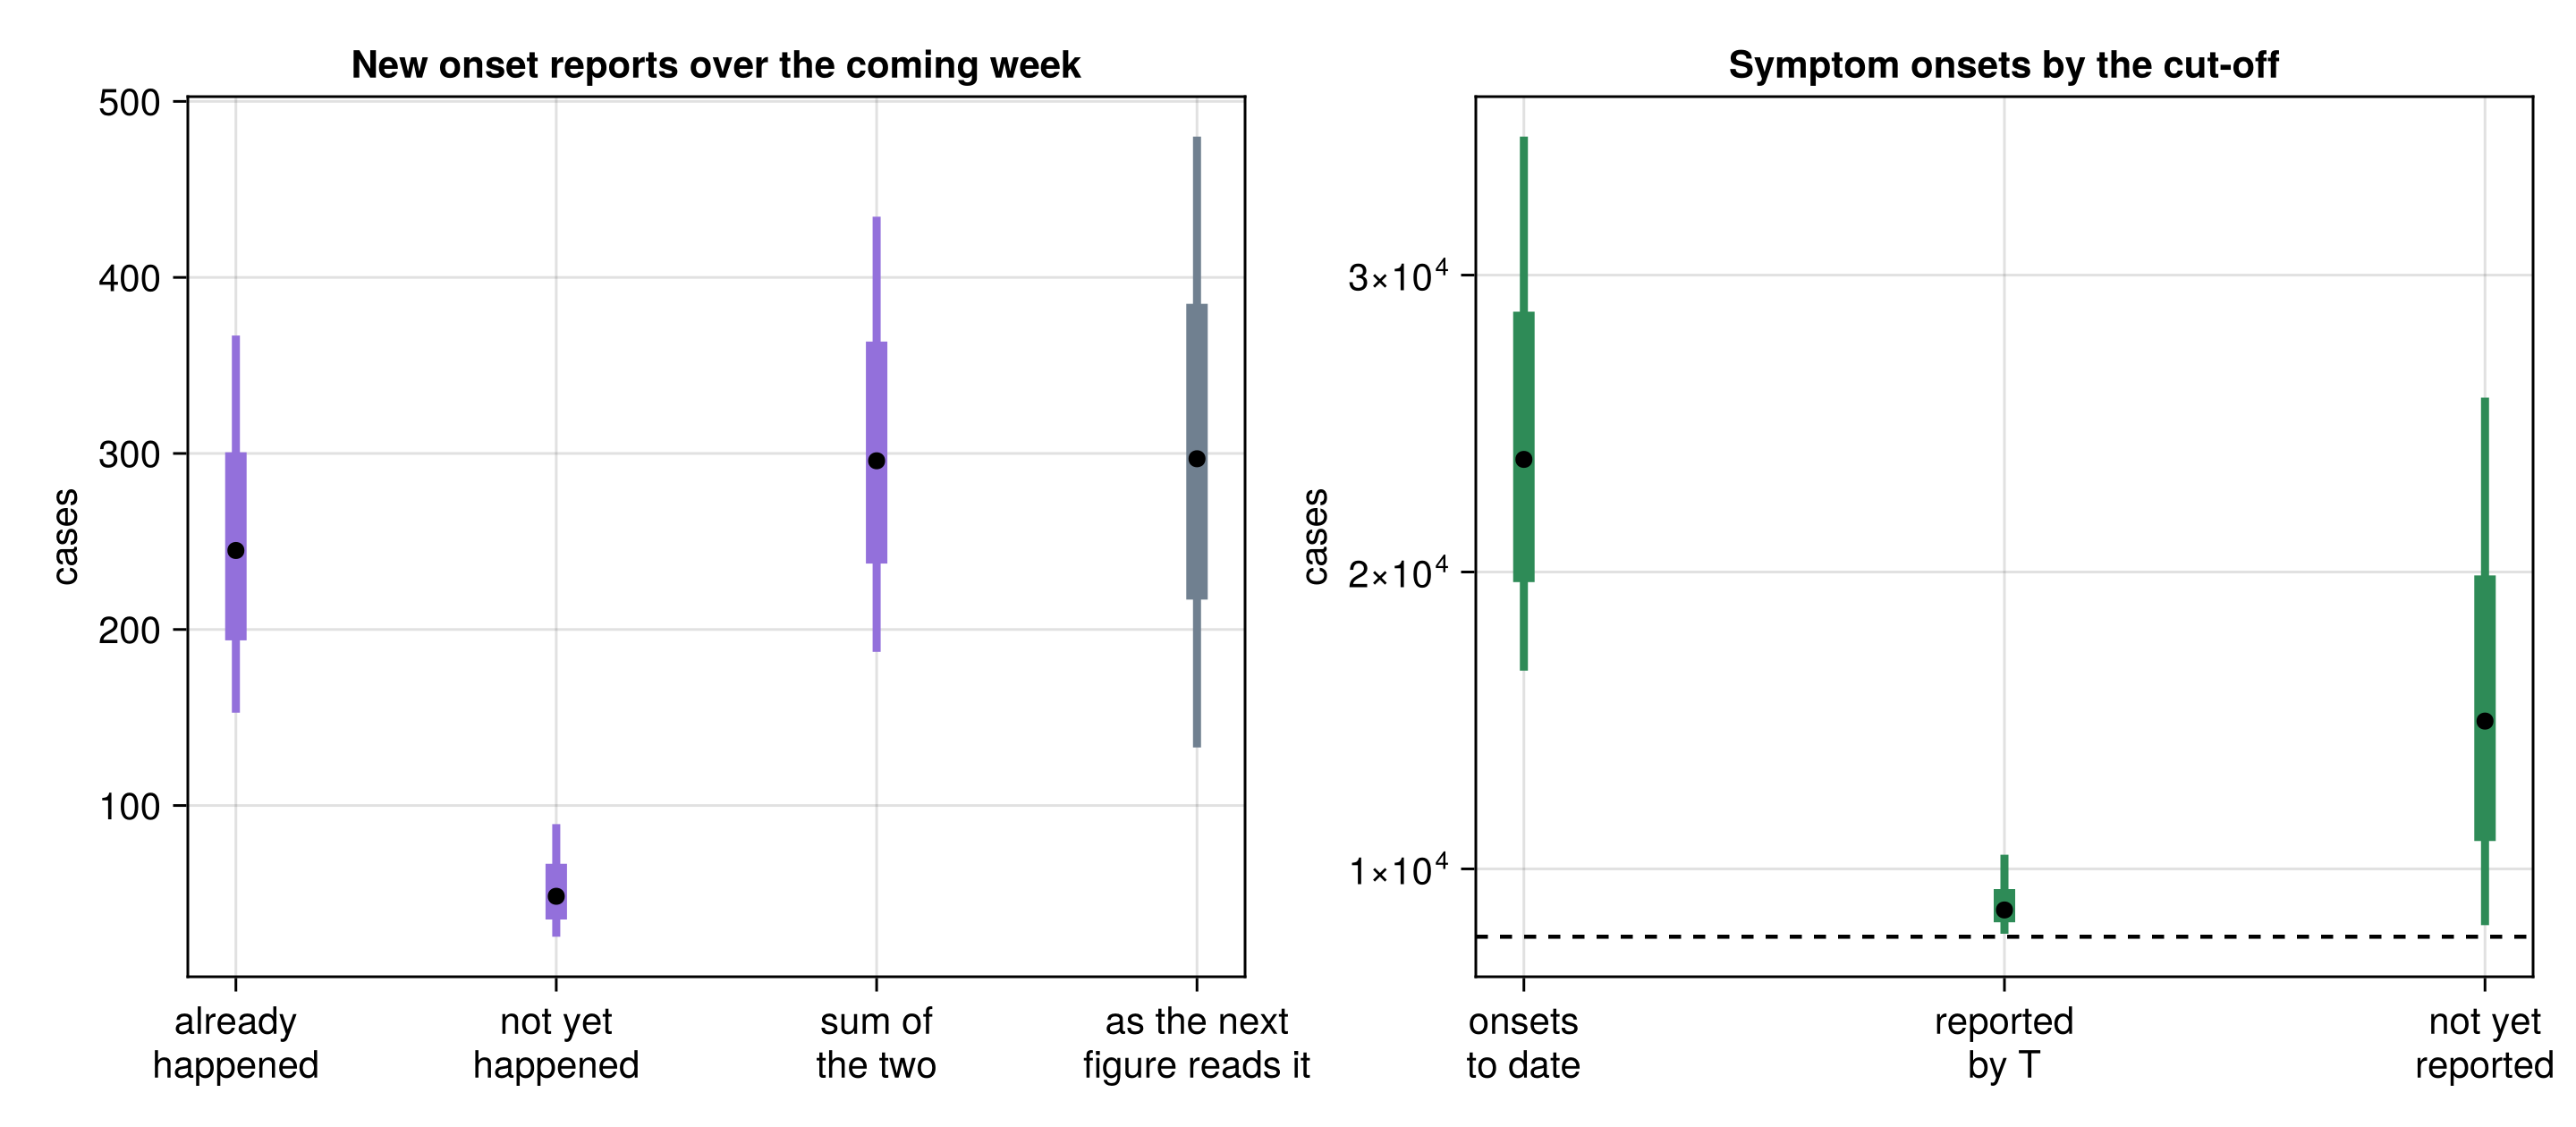 New onset reports over the coming week
500
400
300
200
100
cases
already
happened
not yet
happened
sum of
the two
as the next
figure reads it
Symptom onsets by the cut-off
3×10⁴
2×10⁴
1×10⁴
cases
onsets
to date
reported
by T
not yet
reported